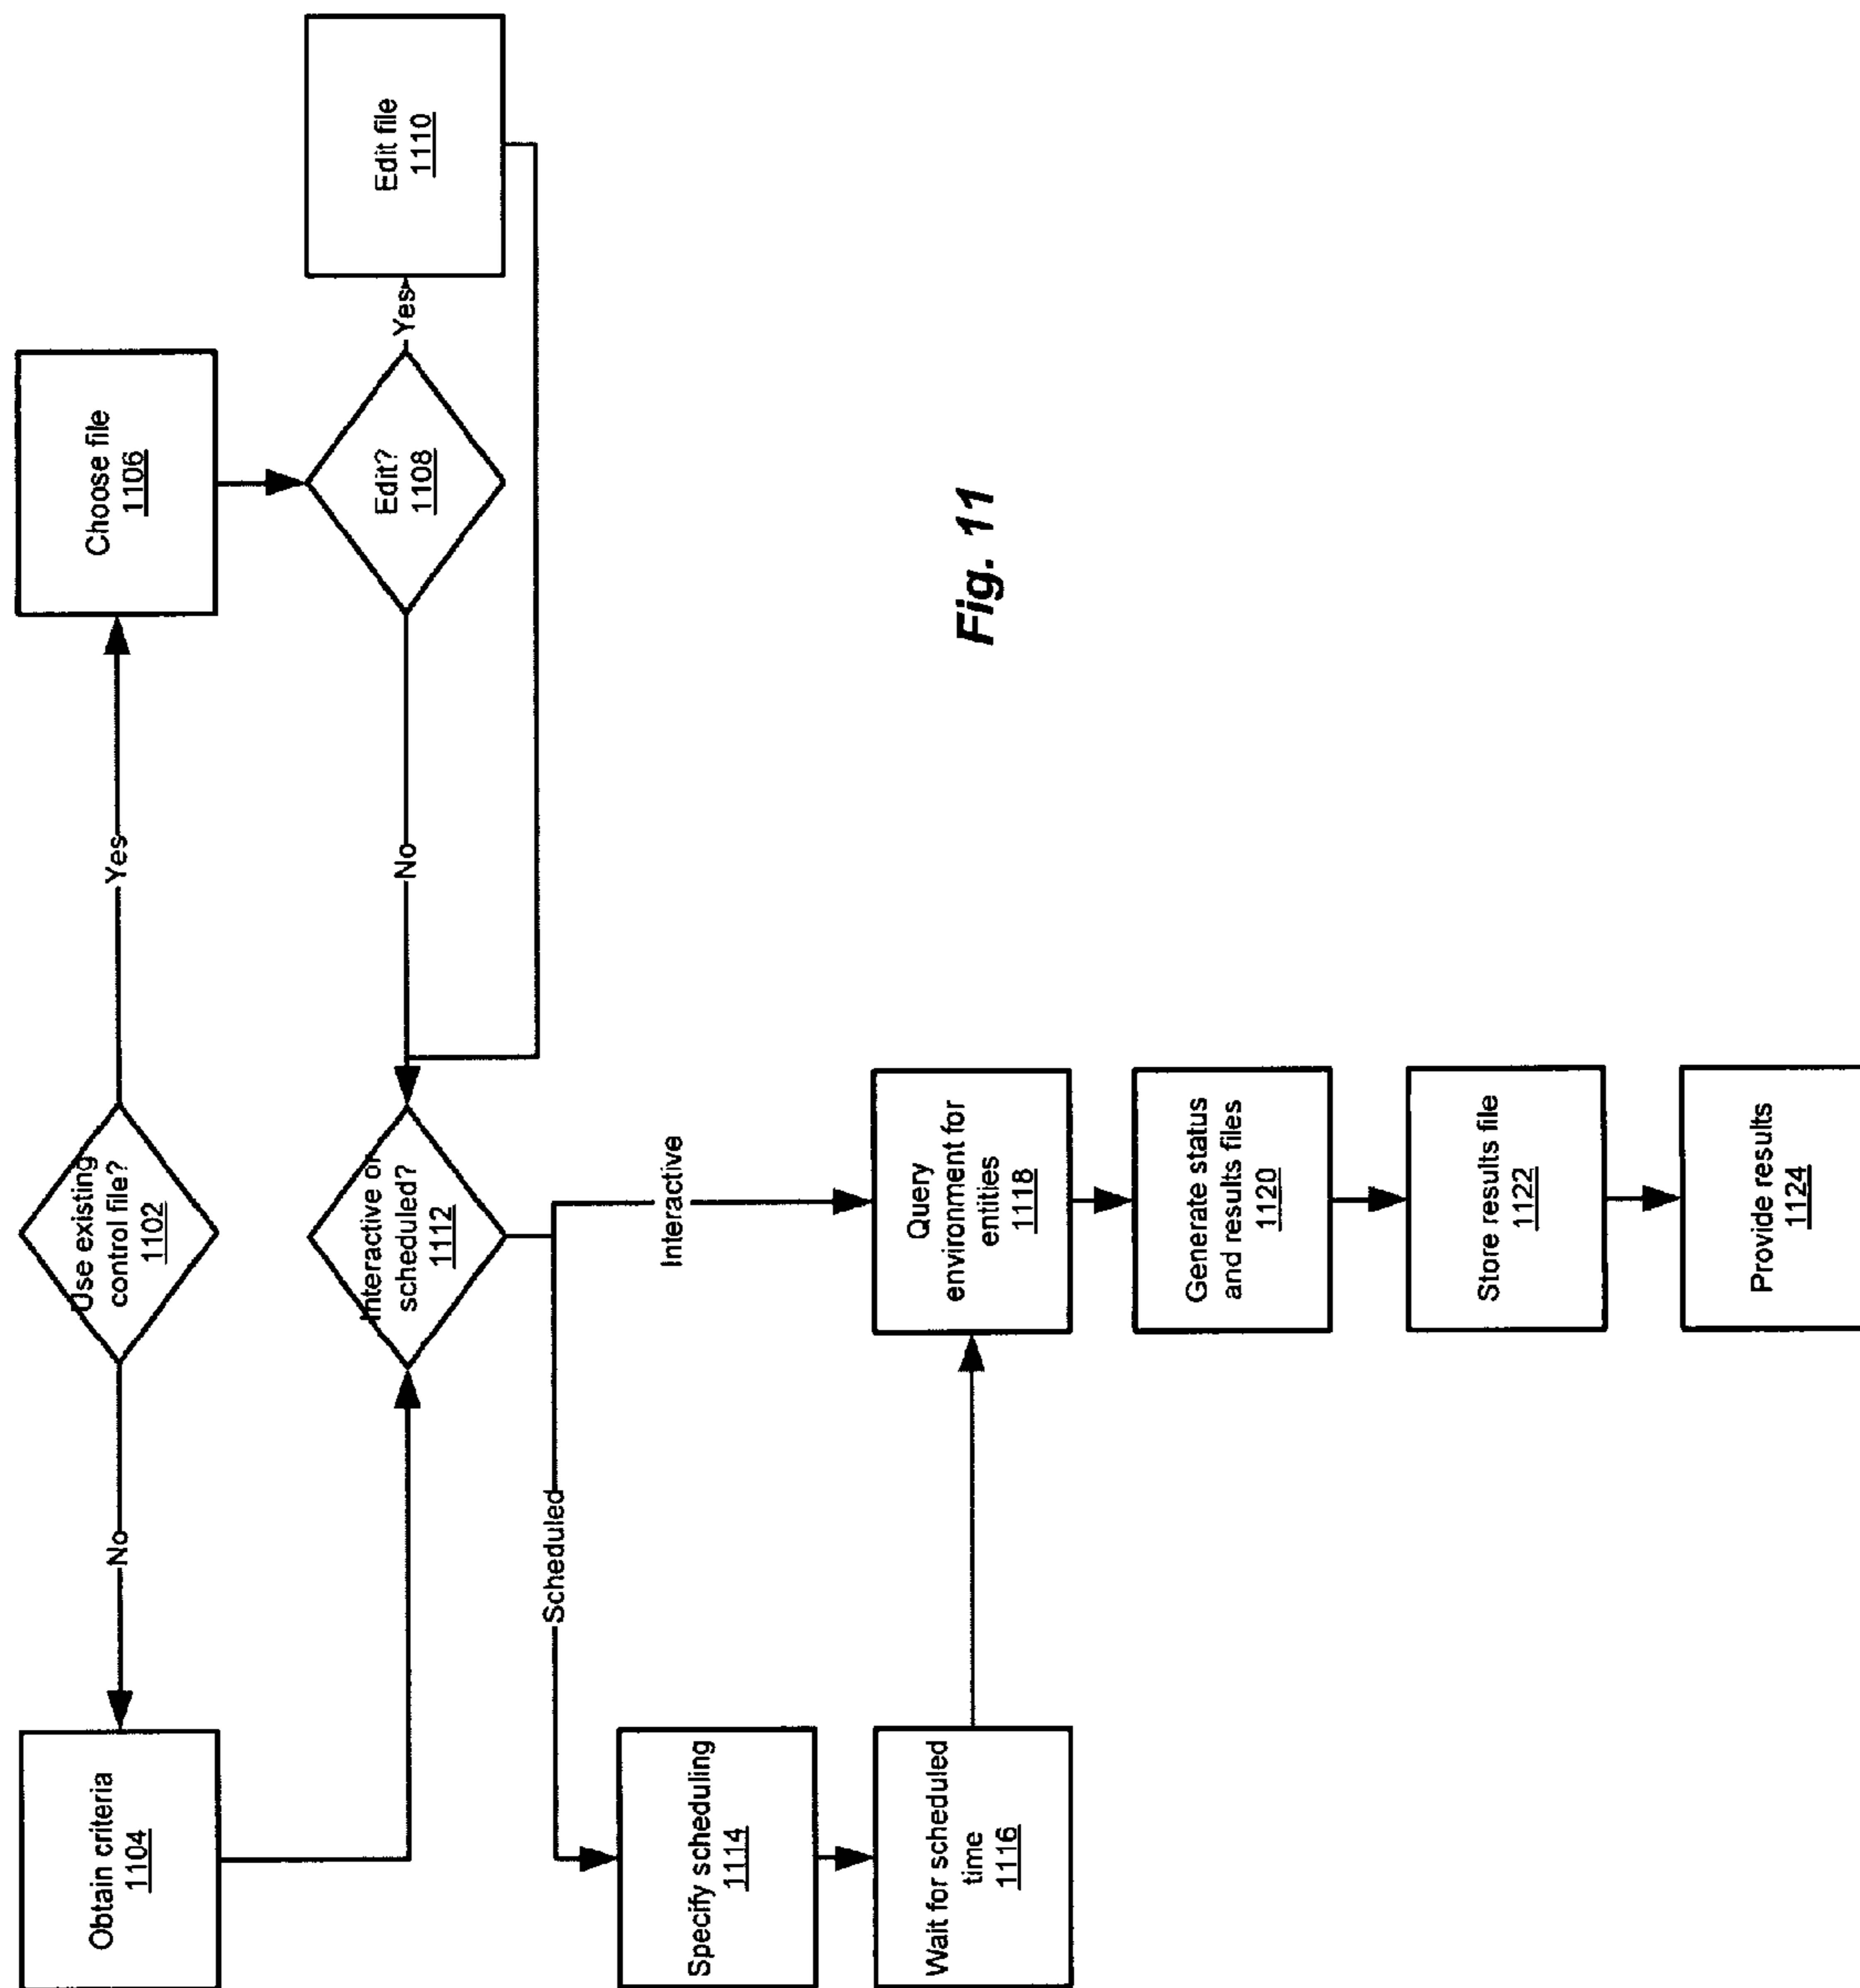 Use existing
control file?
1102
No
Yes
Obtain criteria
1104
Choose file
1106
Interactive or
scheduled?
1112
No
Edit?
1108
Yes
Edit file
1110
Scheduled
Interactive
Specify scheduling
1114
Wait for scheduled
time
1116
Query
environment for
entities
1118
Generate status
and results files
1120
Store results file
1122
Provide results
1124
Fig. 11